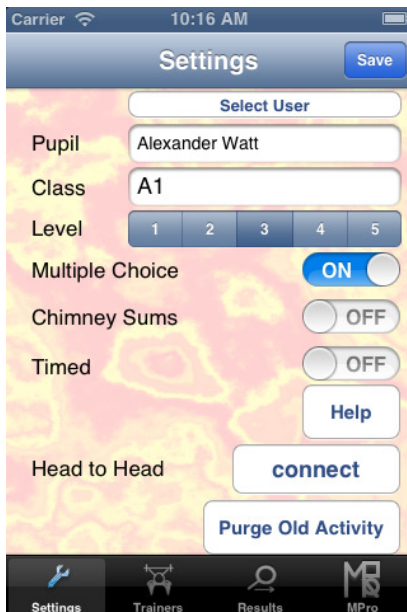 Carrier 10:16 AM
Settings Save
Select User
Pupil Alexander Watt
Class A1
Level 1 2 3 4 5
Multiple Choice ON
Chimney Sums OFF
Timed OFF
Help
Head to Head connect
Purge Old Activity
Settings Trainers Results MPro